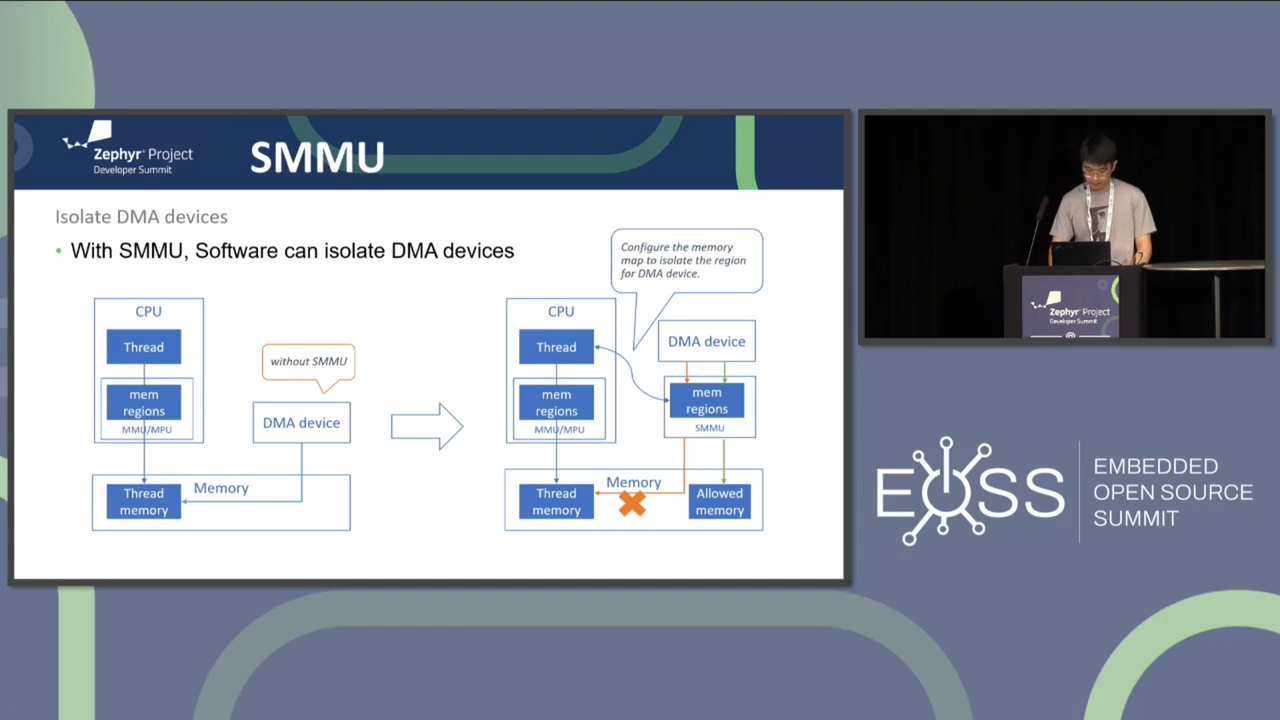 Zephyr® Project
Developer Summit
SMMU
Isolate DMA devices
• With SMMU, Software can isolate DMA devices
Configure the memory
map to isolate the region
for DMA device.
CPU
Thread
mem
regions
MMU/MPU
without SMMU
DMA device
Memory
Thread
memory
CPU
Thread
mem
regions
MMU/MPU
DMA device
mem
regions
SMMU
Memory
Thread
memory
Allowed
memory
Zephyr® Project
Developer Summit
EOSS
EMBEDDED
OPEN SOURCE
SUMMIT